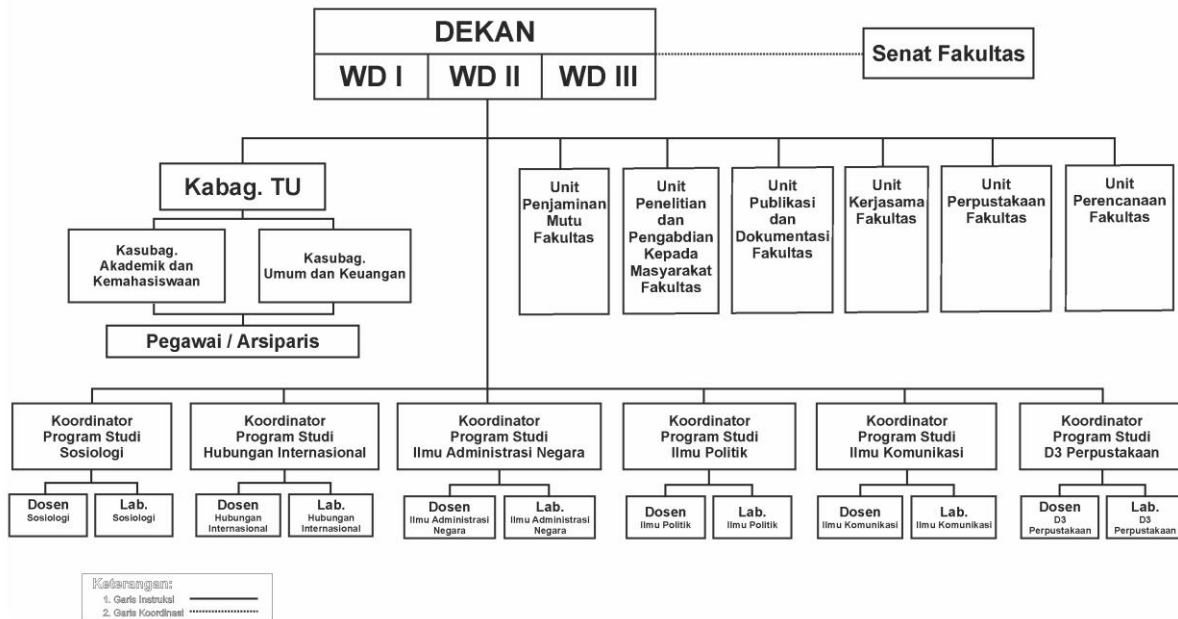 DEKAN
WD I
WD II
WD III
Senat Fakultas
Kabag. TU
Kasubag.
Akademik dan
Kemahasiswaan
Kasubag.
Umum dan Keuangan
Pegawai / Arsiparis
Unit
Penjaminan
Mutu
Fakultas
Unit
Penelitian
dan
Pengabdian
Kepada
Masyarakat
Fakultas
Unit
Publikasi
dan
Dokumentasi
Fakultas
Unit
Kerjasama
Fakultas
Unit
Perpustakaan
Fakultas
Unit
Perencanaan
Fakultas
Koordinator
Program Studi
Sosiologi
Koordinator
Program Studi
Hubungan Internasional
Koordinator
Program Studi
Ilmu Administrasi Negara
Koordinator
Program Studi
Ilmu Politik
Koordinator
Program Studi
Ilmu Komunikasi
Koordinator
Program Studi
D3 Perpustakaan
Dosen
Sosiologi
Lab.
Sosiologi
Dosen
Hubungan
Internasional
Lab.
Hubungan
Internasional
Dosen
Ilmu Administrasi
Negara
Lab.
Ilmu Administrasi
Negara
Dosen
Ilmu Politik
Lab.
Ilmu Politik
Dosen
Ilmu Komunikasi
Lab.
Ilmu Komunikasi
Dosen
D3
Perpustakaan
Lab.
D3
Perpustakaan
Keterangan:
1. Garis Instruksi
2. Garis Koordinasi